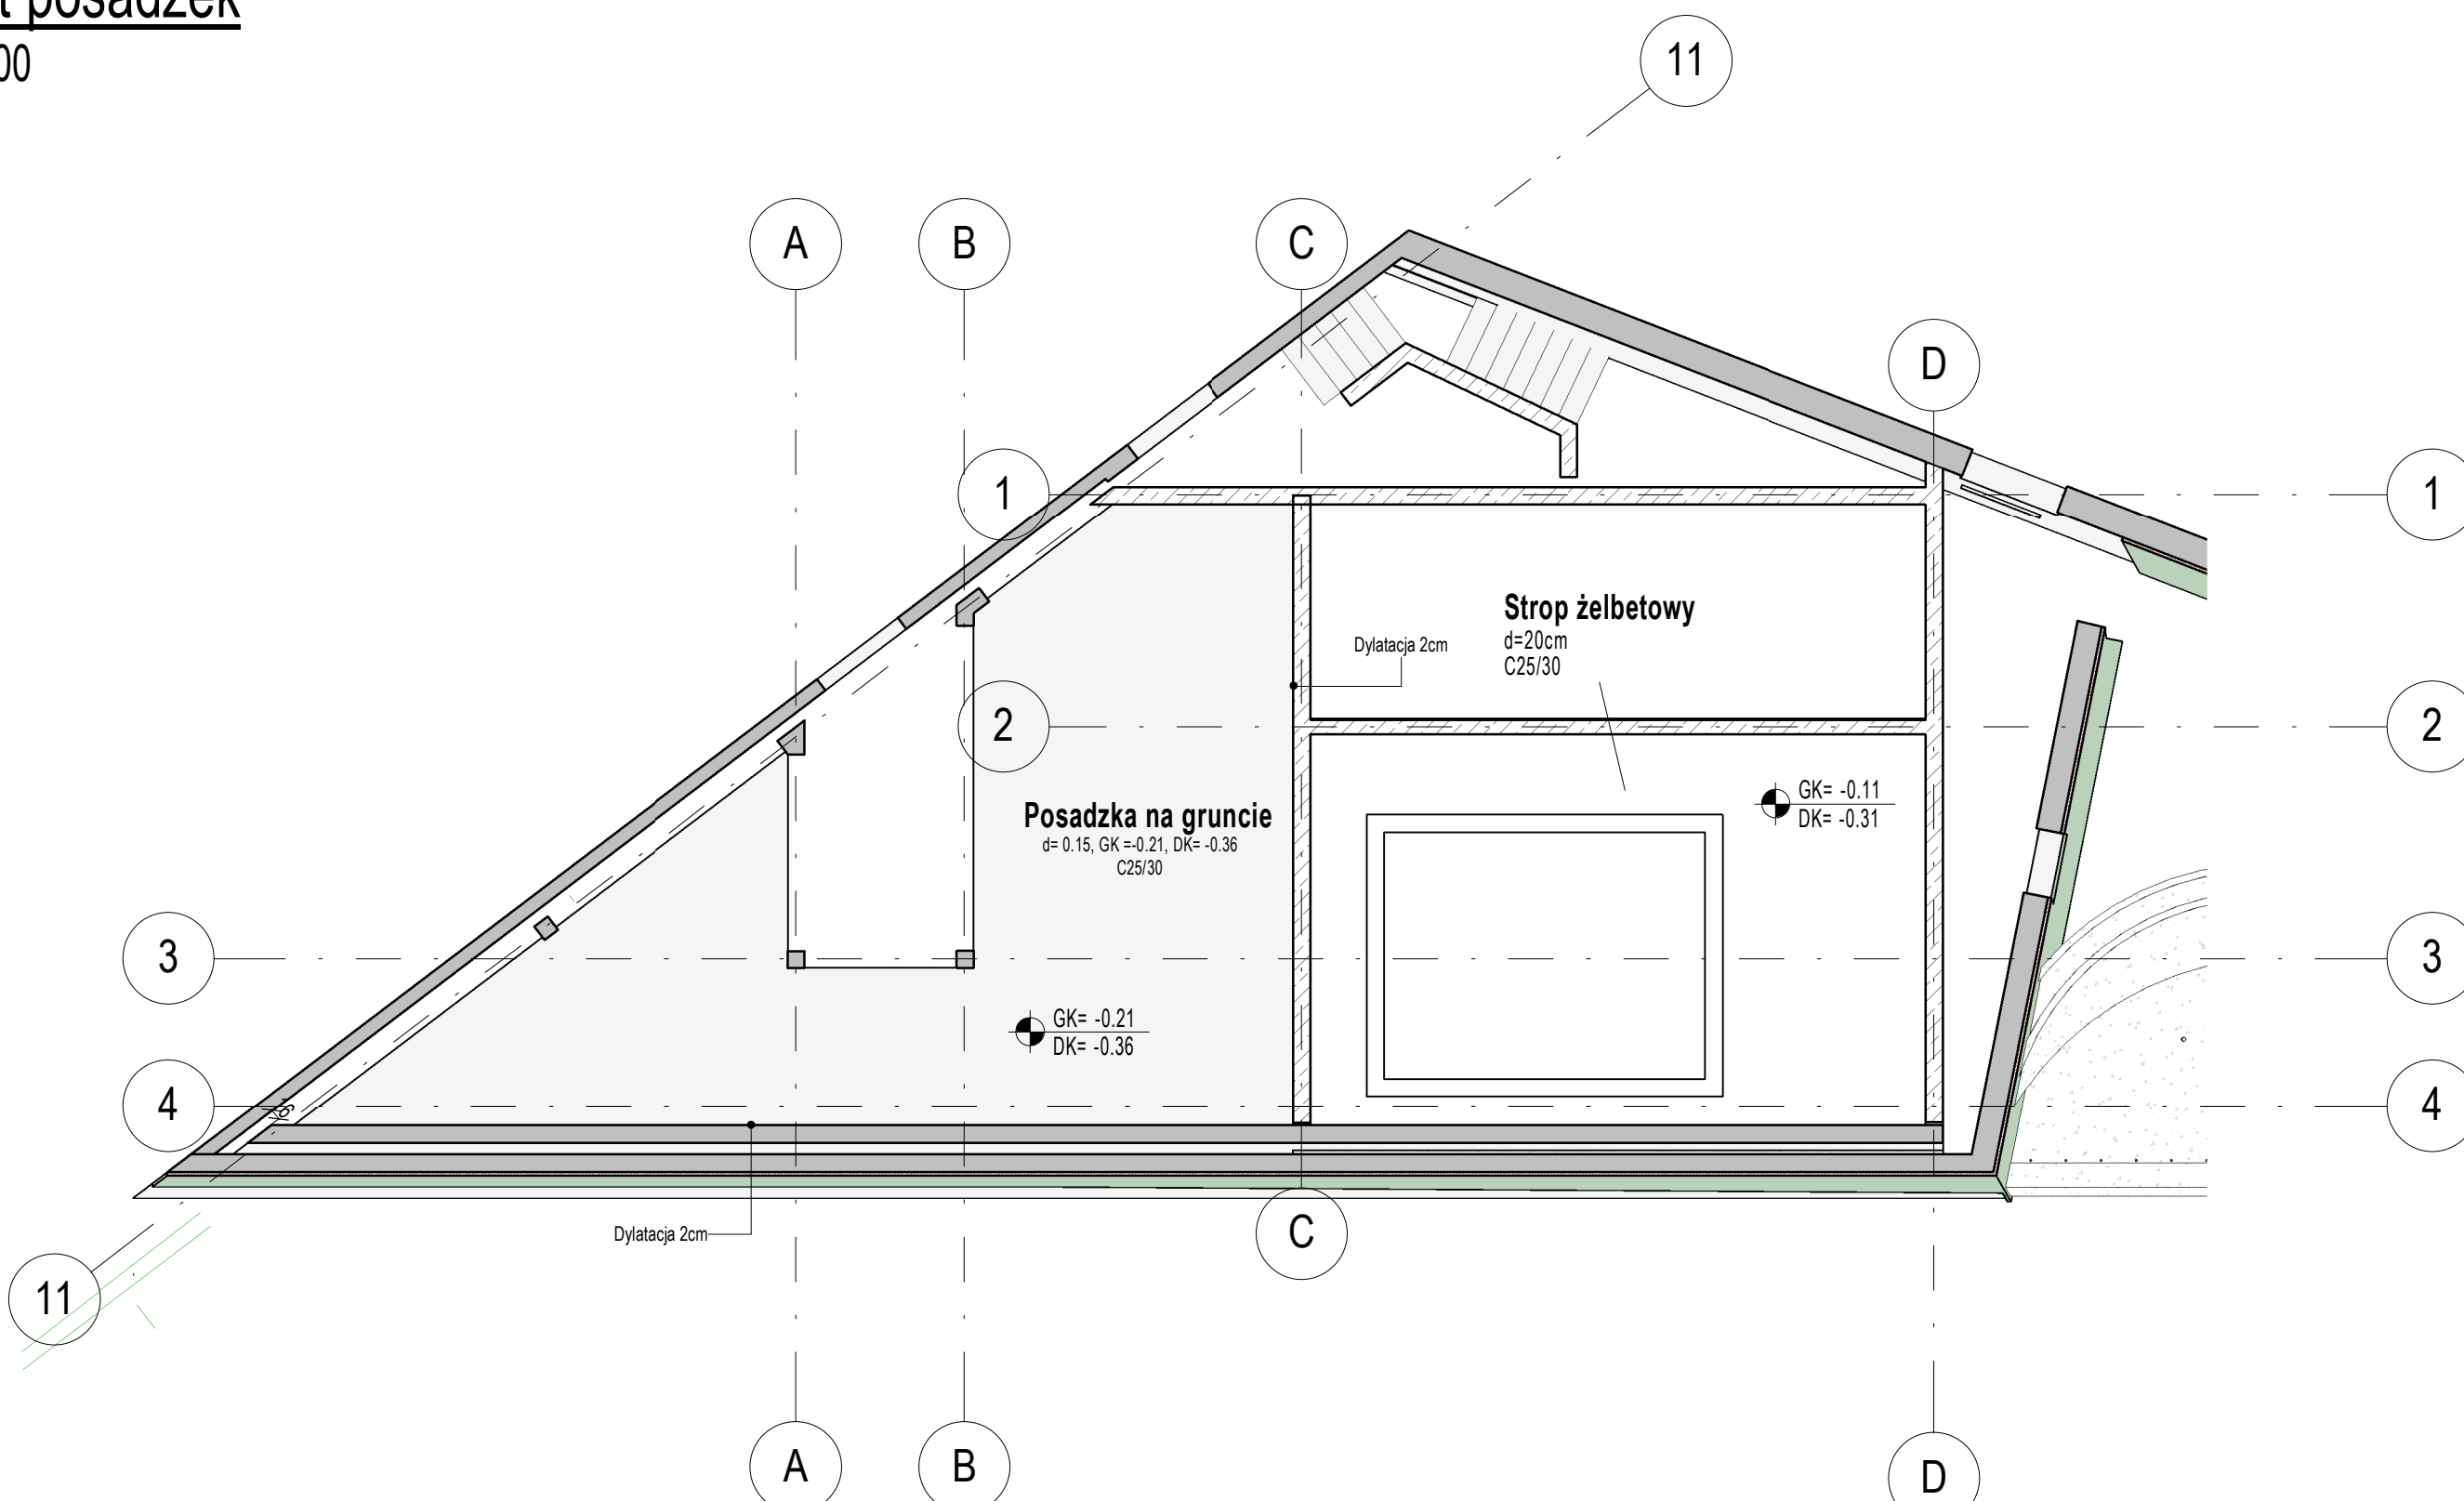 posadzek
00
11
A
B
C
D
1
1
Strop żelbetowy
d=20cm
C25/30
Dylatacja 2cm
2
2
GK= -0.11
DK= -0.31
Posadzka na gruncie
d= 0.15, GK =-0.21, DK= -0.36
C25/30
3
3
GK= -0.21
DK= -0.36
4
4
Dylatacja 2cm
C
11
A
B
D